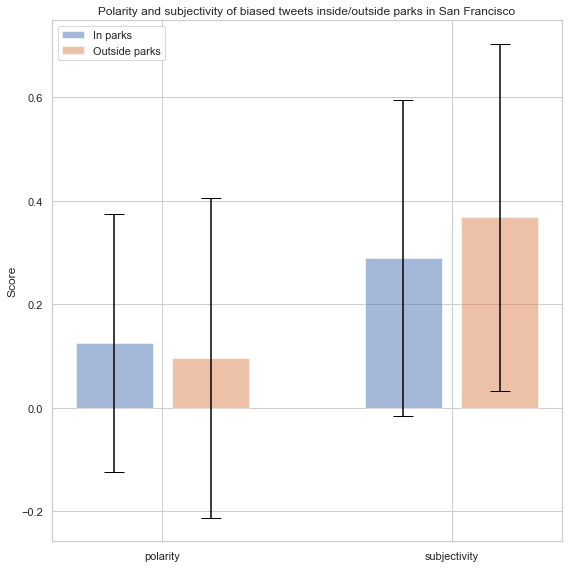 Polarity and subjectivity of biased tweets inside/outside parks in San Francisco
In parks
Outside parks
0.6
0.4
0.2
0.0
−0.2
Score
polarity
subjectivity